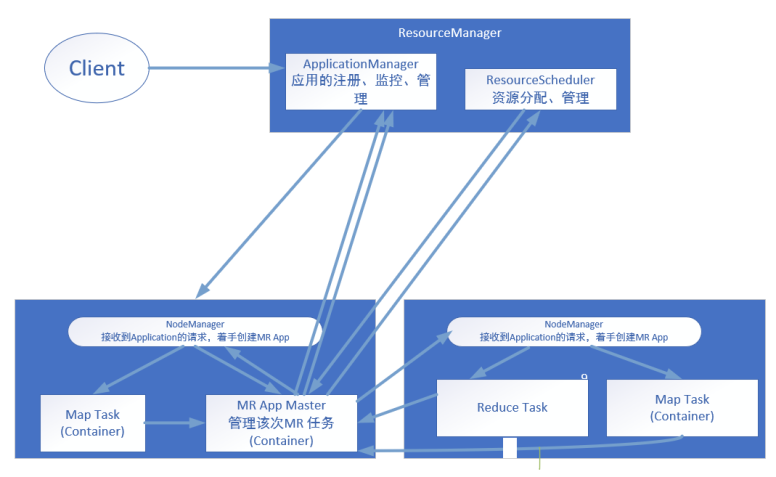 ResourceManager
Client
ApplicationManager
应用的注册、监控、管
理
ResourceScheduler
资源分配、管理
NodeManager
接收到Application的请求，着手创建MR App
Map Task
(Container)
MR App Master
管理该次MR 任务
(Container)
NodeManager
接收到Application的请求，着手创建MR App
Reduce Task
Map Task
(Container)